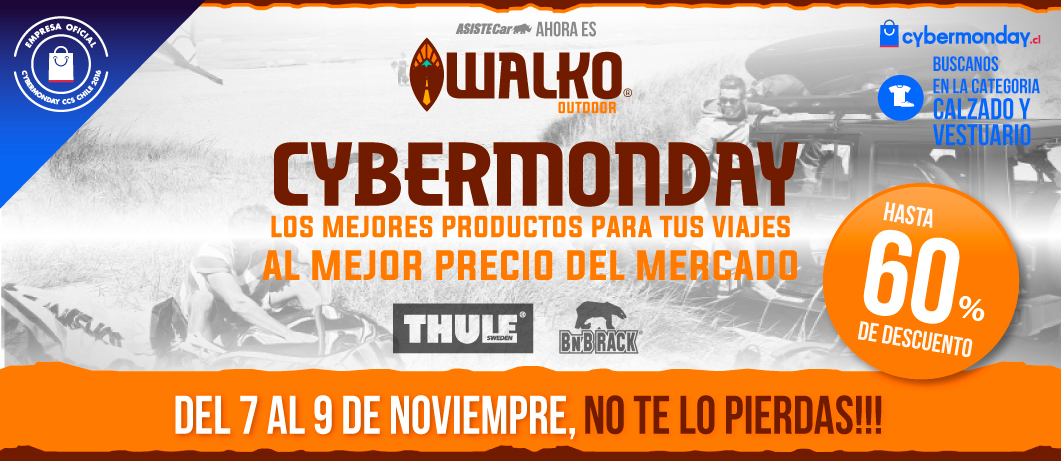 EMPRESA OFICIAL
CYBERMONDAY CCS CHILE 2016
ASISTECar AHORA ES
WALKO®
OUTDOOR
cybermonday.cl
BUSCANOS
EN LA CATEGORIA
CALZADO Y
VESTUARIO
CYBERMONDAY
LOS MEJORES PRODUCTOS PARA TUS VIAJES
AL MEJOR PRECIO DEL MERCADO
HASTA
60%
DE DESCUENTO
THULE®
SWEDEN
BNB RACK
DEL 7 AL 9 DE NOVIEMPRE, NO TE LO PIERDAS!!!